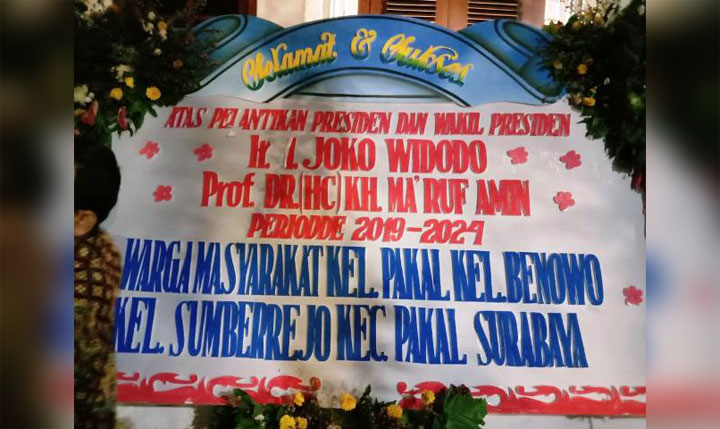 Selamat & Sukses
ATAS PELANTIKAN PRESIDEN DAN WAKIL PRESIDEN
Ir. I. JOKO WIDODO
Prof. DR.(HC) KH. MA'RUF AMIN
PERIODDE 2019-2024
WARGA MASYARAKAT KEL. PAKAL KEL. BENOWO
KEL. SUMBERREJO KEC. PAKAL SURABAYA